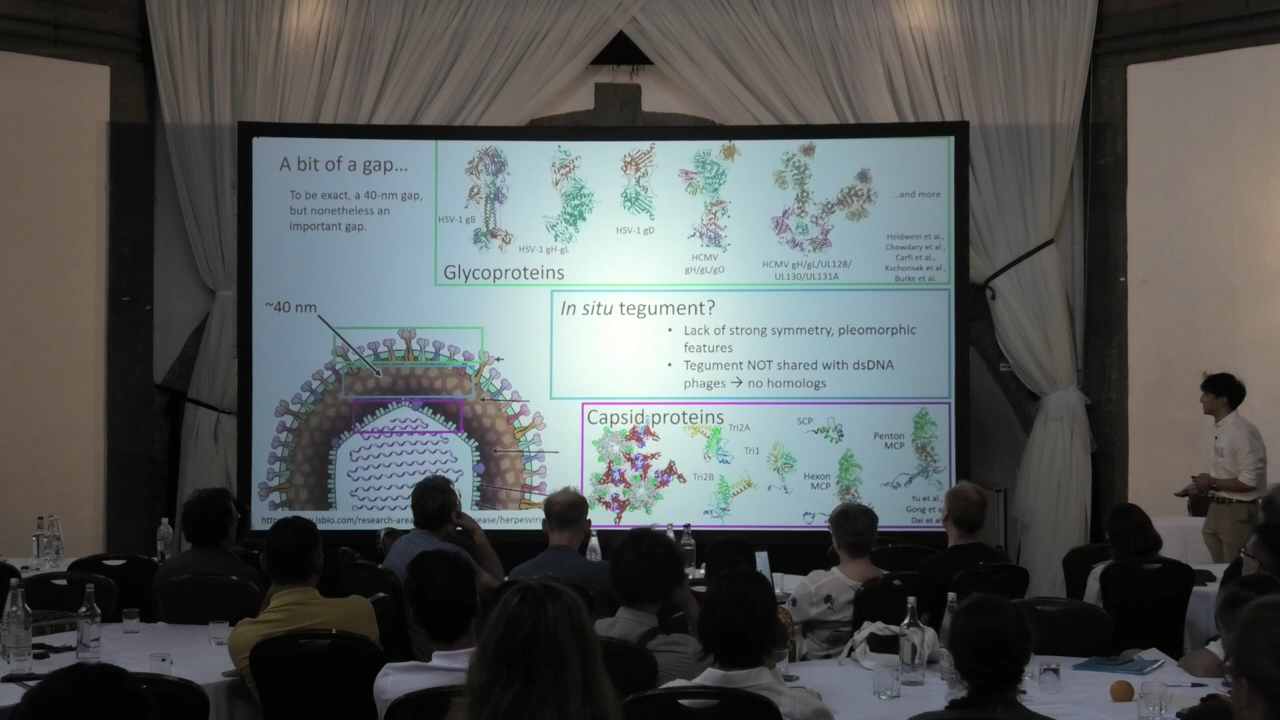 A bit of a gap...
To be exact, a 40-nm gap,
but nonetheless an
important gap.
HSV-1 gB
HSV-1 gH-gL
HSV-1 gD
HCMV
gH/gL/gO
HCMV gH/gL/UL128/
UL130/UL131A
...and more
Heldwein et al.,
Chowdary et al.,
Carfi et al.,
Kschonsak et al.,
Burke et al.
Glycoproteins
~40 nm
In situ tegument?
• Lack of strong symmetry, pleomorphic
features
• Tegument NOT shared with dsDNA
phages → no homologs
Capsid proteins
Tri2A
Tri1
Tri2B
SCP
Hexon
MCP
Penton
MCP
Yu et al.,
Gong et a
Dai et al